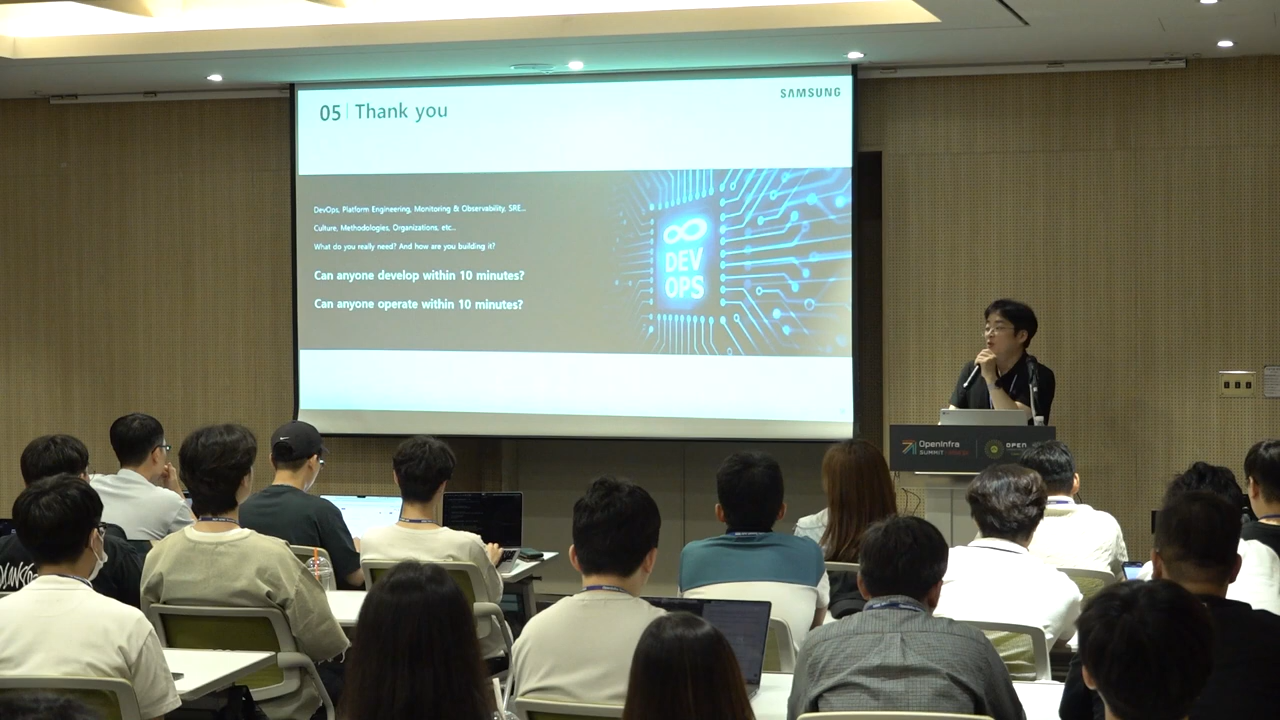 05 Thank you
SAMSUNG
DevOps, Platform Engineering, Monitoring & Observability, SRE...
Culture, Methodologies, Organizations, etc...
What do you really need? And how are you building it?
Can anyone develop within 10 minutes?
Can anyone operate within 10 minutes?
DEV
OPS
OpenInfra
SUMMIT
OPEN